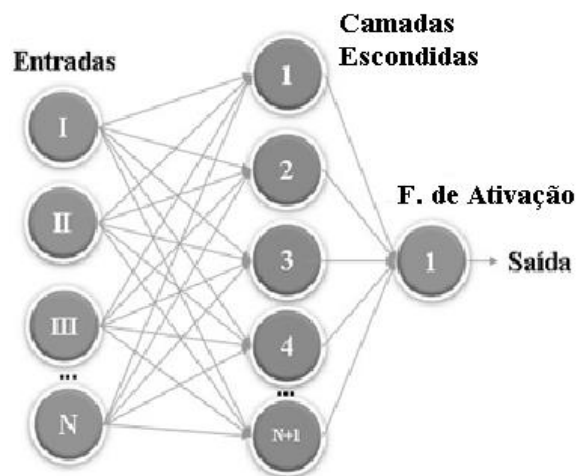 Camadas
Escondidas
Entradas
I
II
III
...
N
1
2
3
4
...
N+1
F. de Ativação
1
Saída